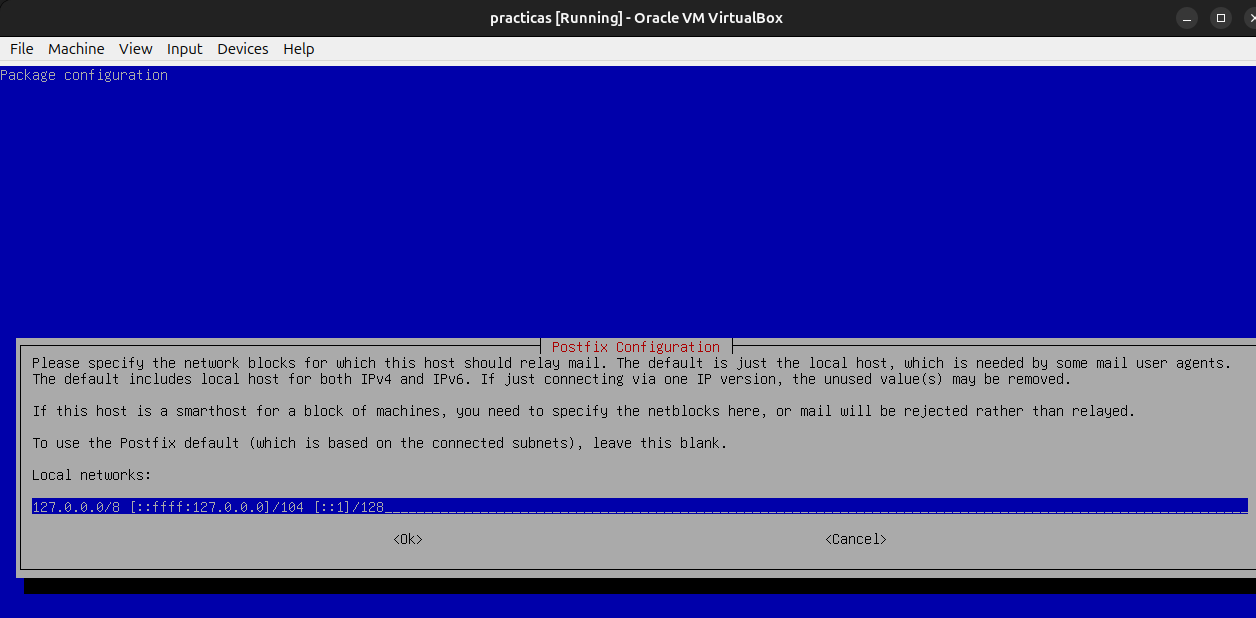 practicas [Running] - Oracle VM VirtualBox
File Machine View Input Devices Help
Package configuration
Postfix Configuration
Please specify the network blocks for which this host should relay mail. The default is just the local host, which is needed by some mail user agents.
The default includes local host for both IPv4 and IPv6. If just connecting via one IP version, the unused value(s) may be removed.
If this host is a smarthost for a block of machines, you need to specify the netblocks here, or mail will be rejected rather than relayed.
To use the Postfix default (which is based on the connected subnets), leave this blank.
Local networks:
127.0.0.0/8 [::ffff:127.0.0.0]/104 [::1]/128
<Ok> <Cancel>